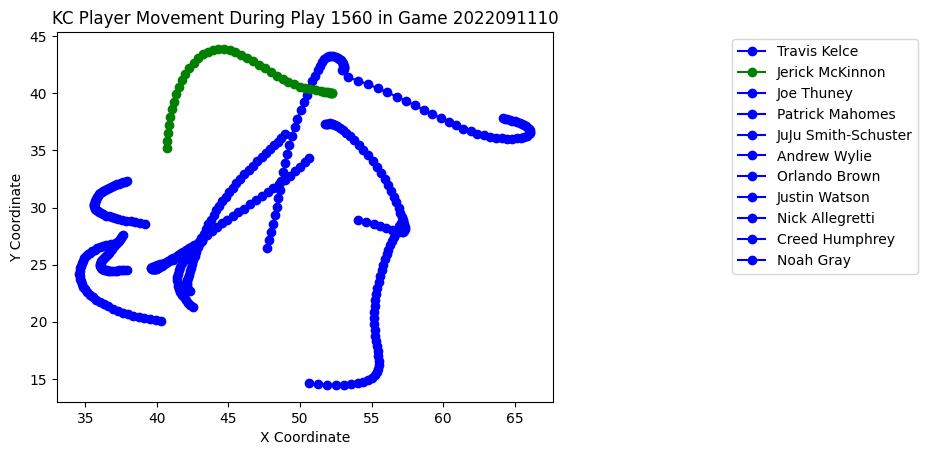 KC Player Movement During Play 1560 in Game 2022091110
45
40
35
30
25
20
15
Y Coordinate
35 40 45 50 55 60 65
X Coordinate
Travis Kelce
Jerick McKinnon
Joe Thuney
Patrick Mahomes
JuJu Smith-Schuster
Andrew Wylie
Orlando Brown
Justin Watson
Nick Allegretti
Creed Humphrey
Noah Gray